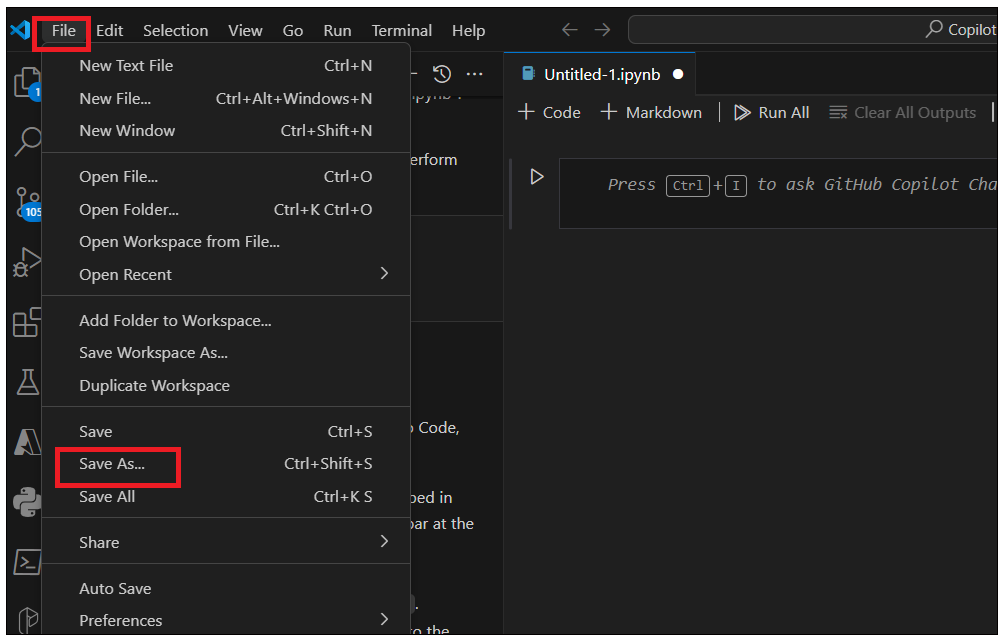 File Edit Selection View Go Run Terminal Help Copilot
New Text File Ctrl+N
New File... Ctrl+Alt+Windows+N
New Window Ctrl+Shift+N
Open File... Ctrl+O
Open Folder... Ctrl+K Ctrl+O
Open Workspace from File...
Open Recent
Add Folder to Workspace...
Save Workspace As...
Duplicate Workspace
Save Ctrl+S
Save As... Ctrl+Shift+S
Save All Ctrl+K S
Share
Auto Save
Preferences
1
105
erform
Code,
bed in
bar at the
to the
Untitled-1.ipynb
Code Markdown Run All Clear All Outputs
Press Ctrl+I to ask GitHub Copilot Cha